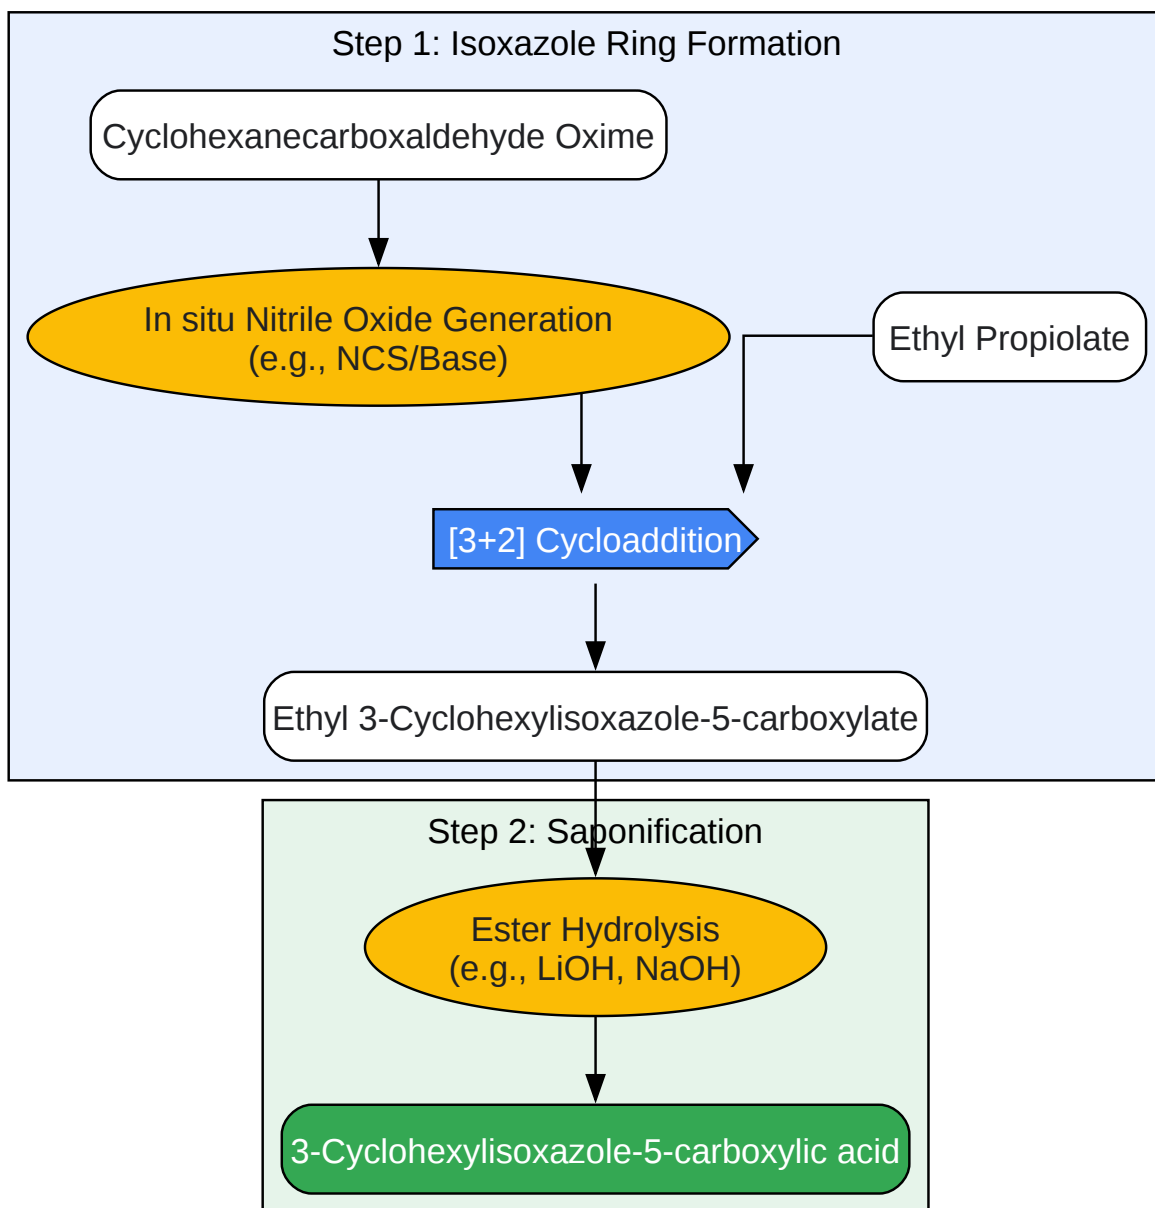 Step 1: Isoxazole Ring Formation
Cyclohexanecarboxaldehyde Oxime
In situ Nitrile Oxide Generation
(e.g., NCS/Base)
Ethyl Propiolate
[3+2] Cycloaddition
Ethyl 3-Cyclohexylisoxazole-5-carboxylate
Step 2: Saponification
Ester Hydrolysis
(e.g., LiOH, NaOH)
3-Cyclohexylisoxazole-5-carboxylic acid